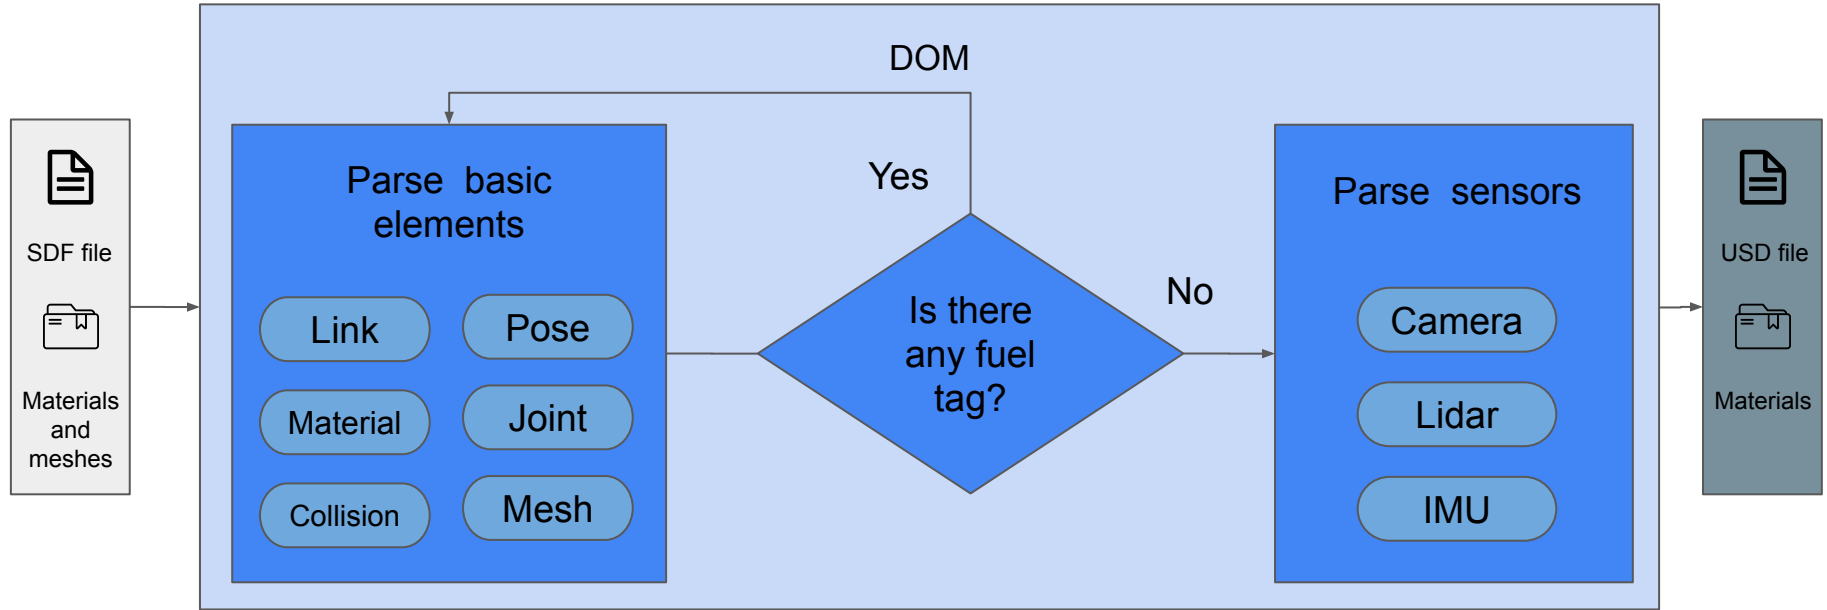 DOM
SDF file
Materials
and
meshes
Parse basic
elements
Link
Pose
Material
Joint
Collision
Mesh
Yes
Is there
any fuel
tag?
No
Parse sensors
Camera
Lidar
IMU
USD file
Materials